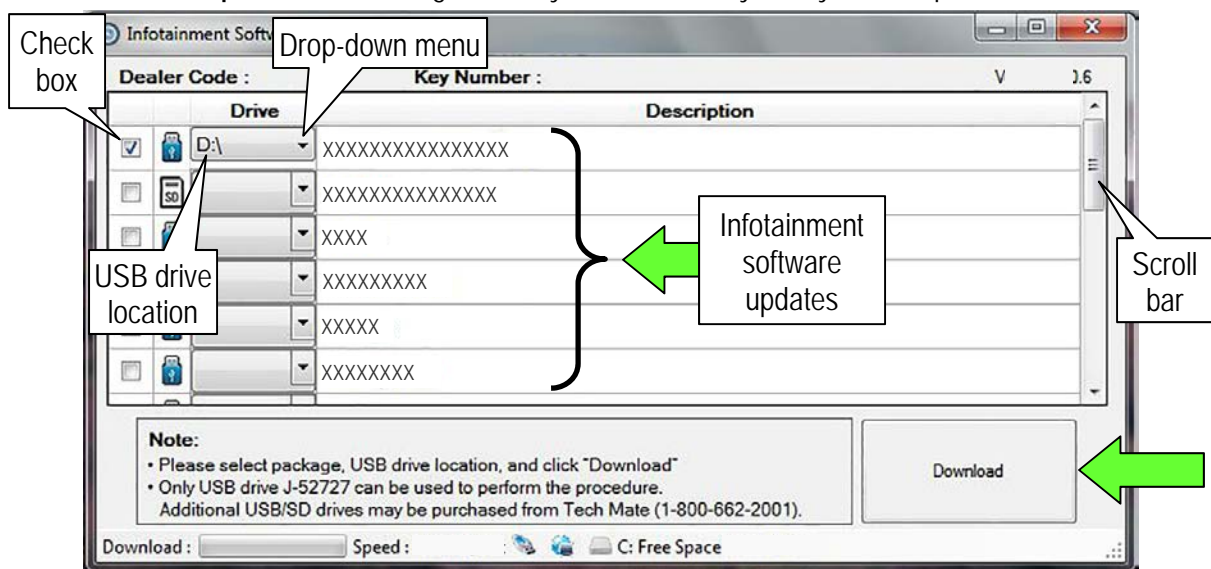 Infotainment Softw
Check
box
Drop-down menu
Dealer Code :
Key Number :
V
0.6
Drive
Description
D:\
XXXXXXXXXXXXXXXX
SD
XXXXXXXXXXXXXXX
XXXX
XXXXXXXXX
XXXXX
XXXXXXXX
USB drive
location
Infotainment
software
updates
Scroll
bar
Note:
• Please select package, USB drive location, and click "Download"
• Only USB drive J-52727 can be used to perform the procedure.
Additional USB/SD drives may be purchased from Tech Mate (1-800-662-2001).
Download
Download :
Speed :
:
C: Free Space